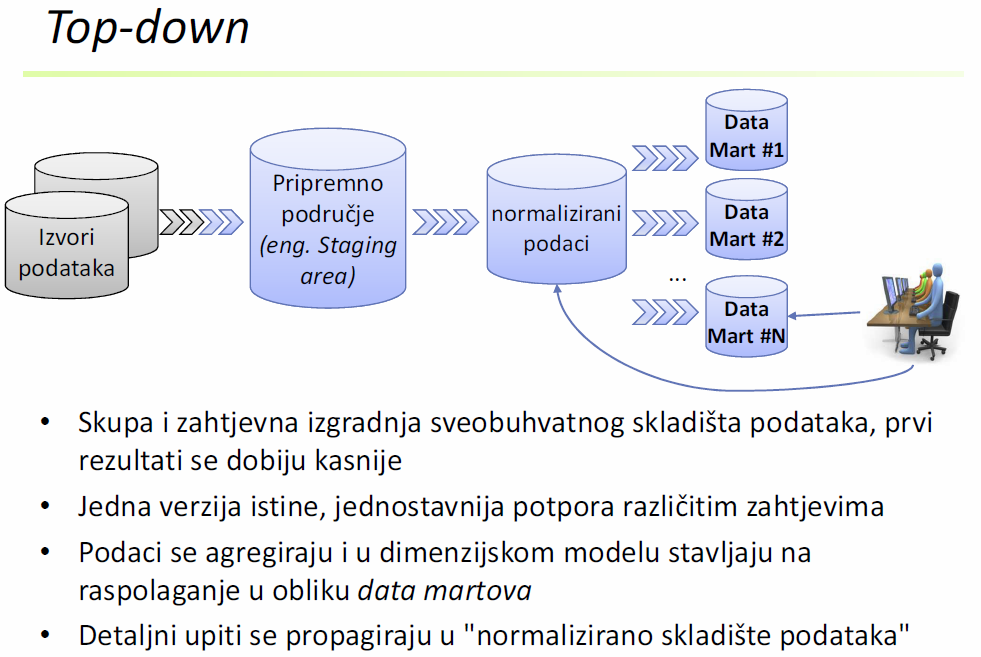 Top-down
Izvori
podataka
Pripremno
područje
(eng. Staging
area)
normalizirani
podaci
Data
Mart #1
Data
Mart #2
...
Data
Mart #N
• Skupa i zahtjevna izgradnja sveobuhvatnog skladišta podataka, prvi
rezultati se dobiju kasnije
• Jedna verzija istine, jednostavnija potpora različitim zahtjevima
• Podaci se agregiraju i u dimenzijskom modelu stavljaju na
raspolaganje u obliku data martova
• Detaljni upiti se propagiraju u "normalizirano skladište podataka"